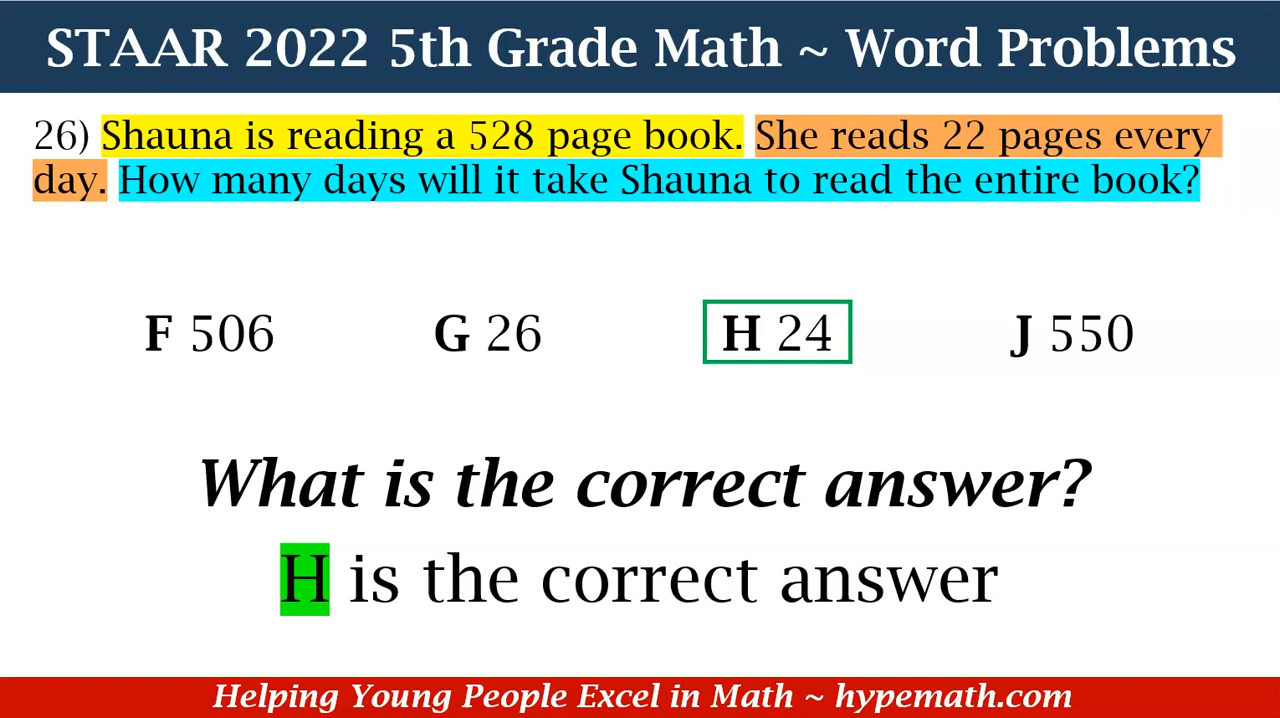 STAAR 2022 5th Grade Math ~ Word Problems
26) Shauna is reading a 528 page book. She reads 22 pages every
day. How many days will it take Shauna to read the entire book?
F 506 G 26 H 24 J 550
What is the correct answer?
H is the correct answer
Helping Young People Excel in Math ~ hypemath.com